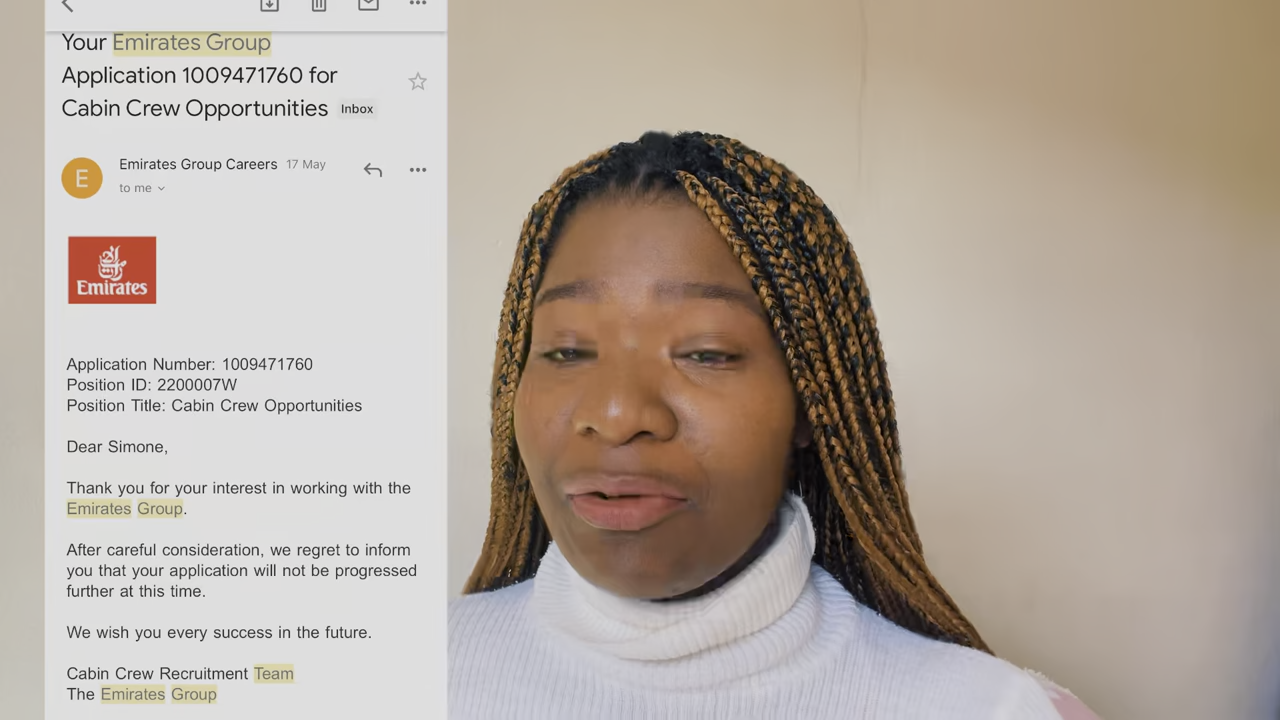 Your Emirates Group
Application 1009471760 for
Cabin Crew Opportunities Inbox
E
Emirates Group Careers 17 May
to me
Emirates
Application Number: 1009471760
Position ID: 2200007W
Position Title: Cabin Crew Opportunities
Dear Simone,
Thank you for your interest in working with the
Emirates Group.
After careful consideration, we regret to inform
you that your application will not be progressed
further at this time.
We wish you every success in the future.
Cabin Crew Recruitment Team
The Emirates Group